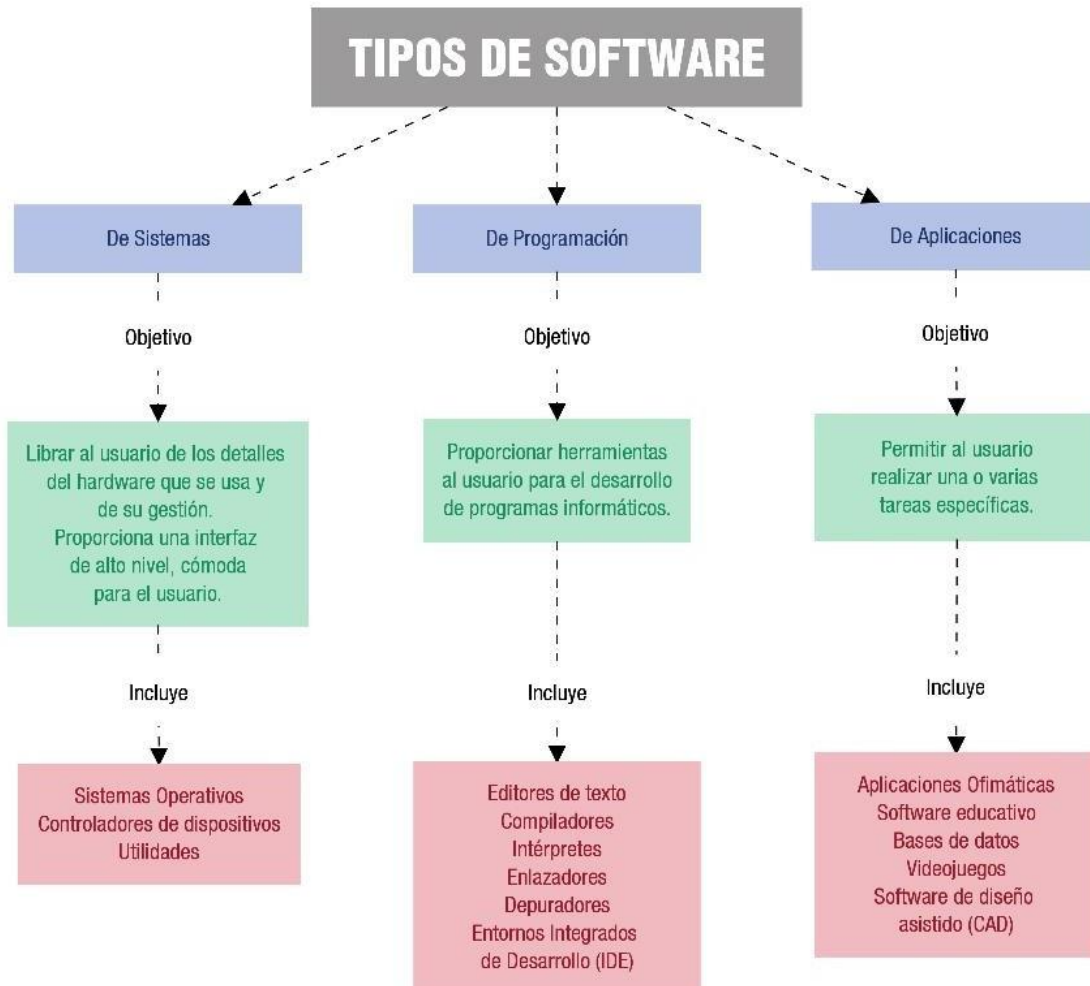 TIPOS DE SOFTWARE
De Sistemas
De Programación
De Aplicaciones
Objetivo
Objetivo
Objetivo
Librar al usuario de los detalles
del hardware que se usa y
de su gestión.
Proporciona una interfaz
de alto nivel, cómoda
para el usuario.
Proporcionar herramientas
al usuario para el desarrollo
de programas informáticos.
Permitir al usuario
realizar una o varias
tareas específicas.
Incluye
Incluye
Incluye
Sistemas Operativos
Controladores de dispositivos
Utilidades
Editores de texto
Compiladores
Intérpretes
Enlazadores
Depuradores
Entornos Integrados
de Desarrollo (IDE)
Aplicaciones Ofimáticas
Software educativo
Bases de datos
Videojuegos
Software de diseño
asistido (CAD)